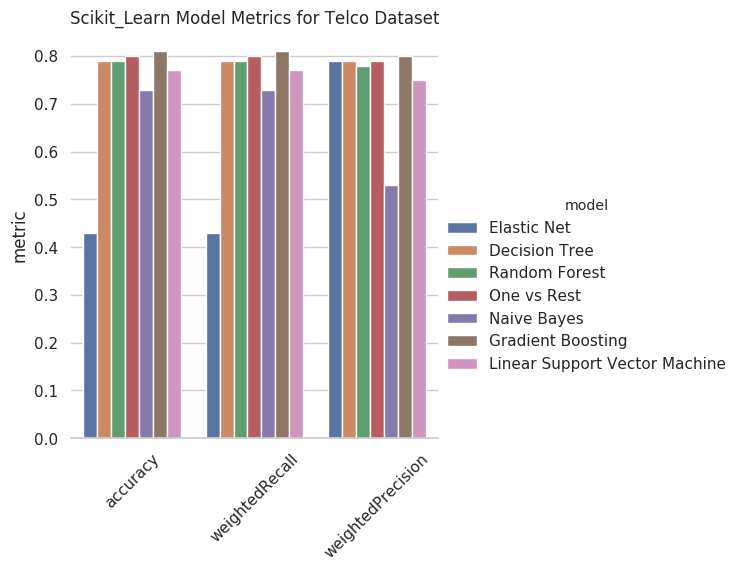 Scikit_Learn Model Metrics for Telco Dataset
0.8
0.7
0.6
0.5
0.4
0.3
0.2
0.1
0.0
metric
accuracy
weightedRecall
weightedPrecision
model
Elastic Net
Decision Tree
Random Forest
One vs Rest
Naive Bayes
Gradient Boosting
Linear Support Vector Machine